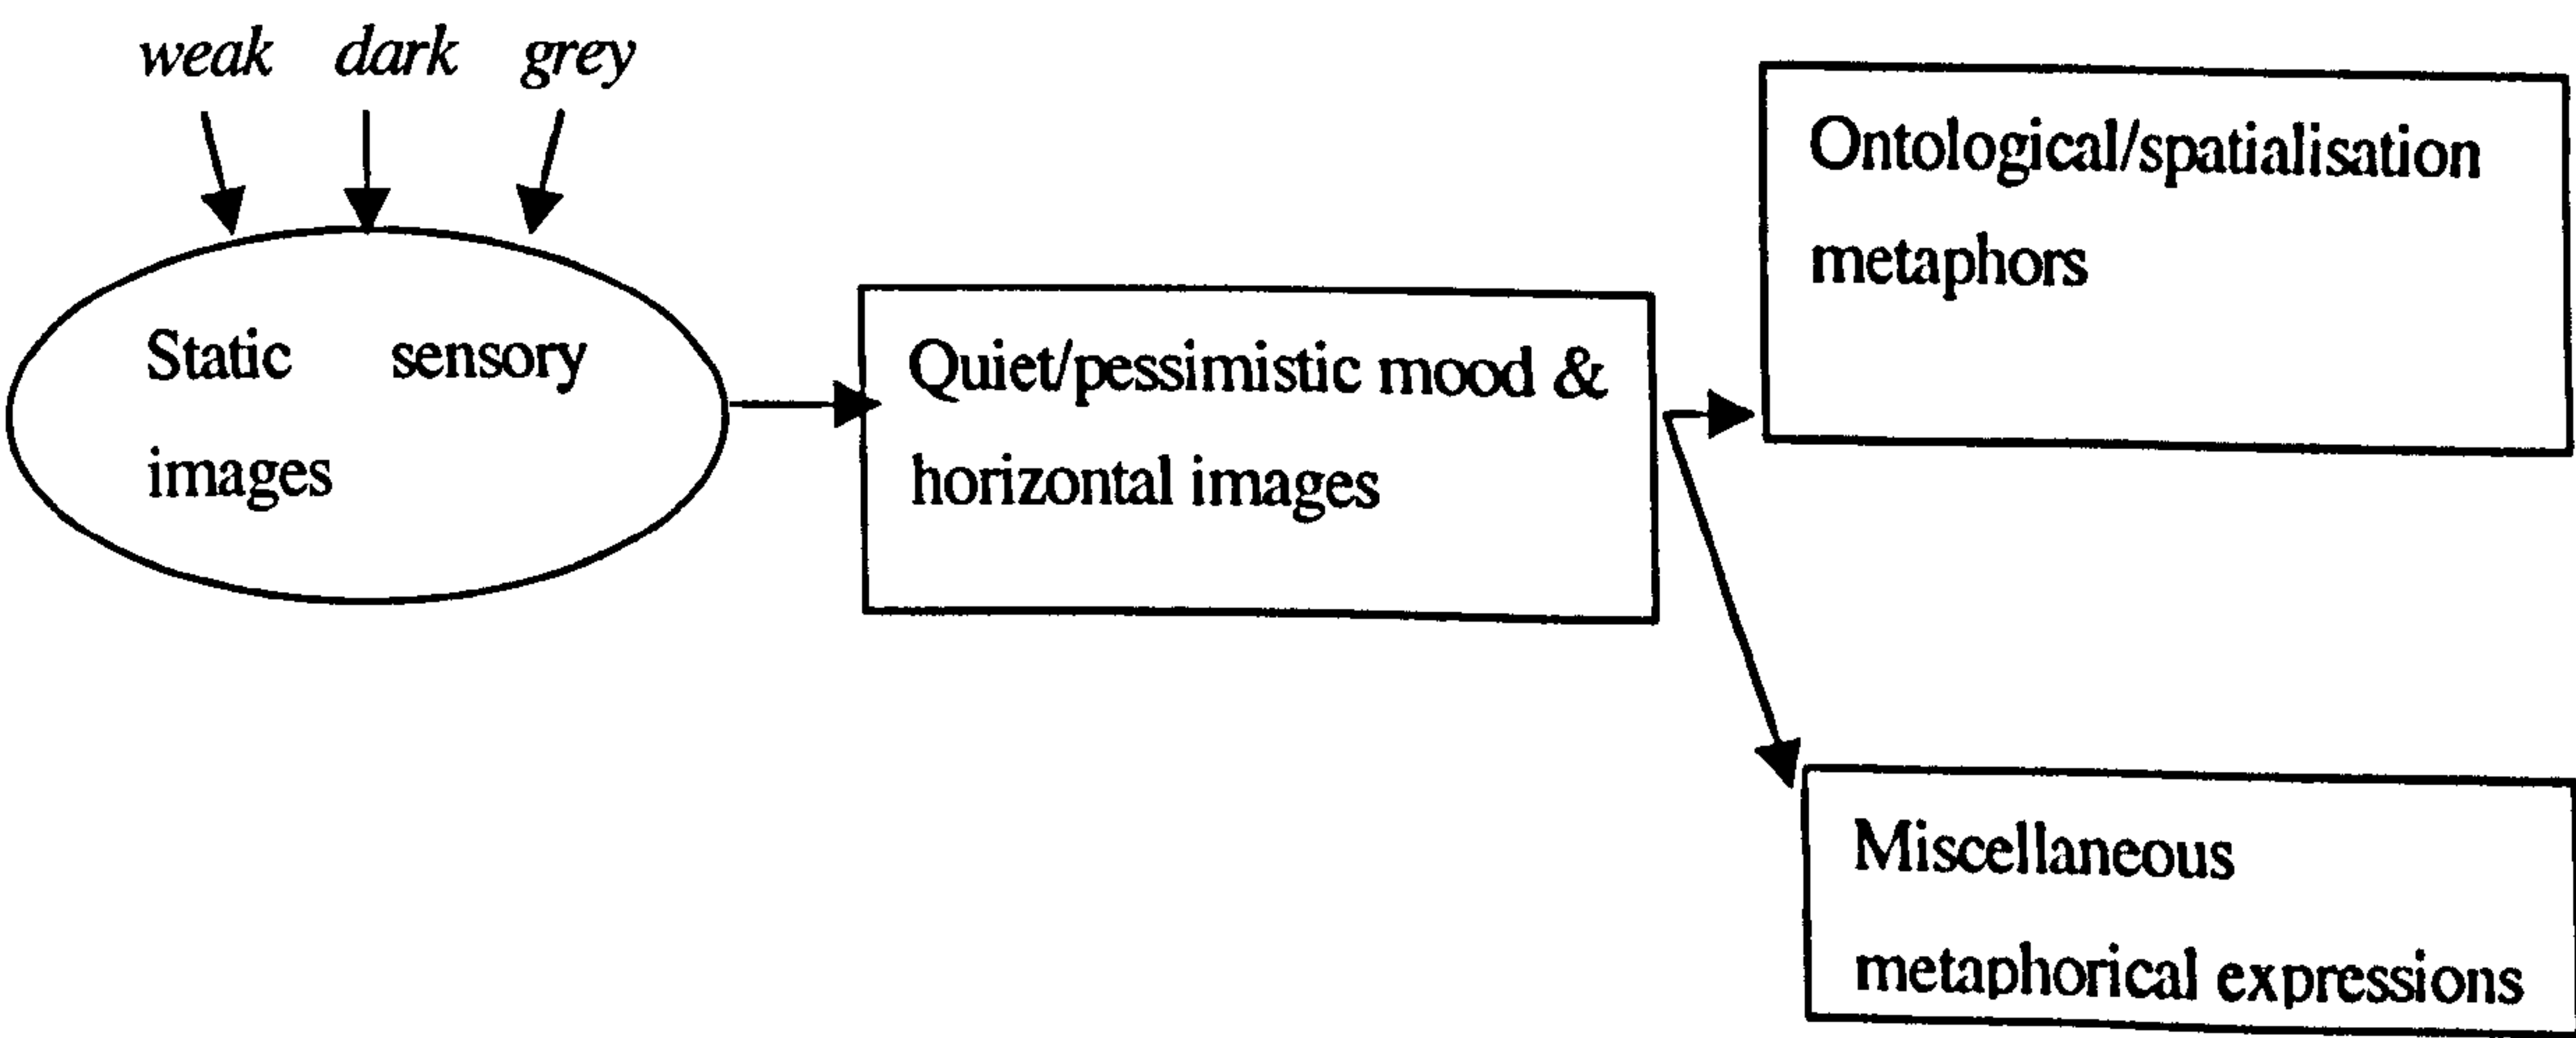 weak dark grey
Static sensory
images
Quiet/pessimistic mood &
horizontal images
Ontological/spatialisation
metaphors
Miscellaneous
metaphorical expressions